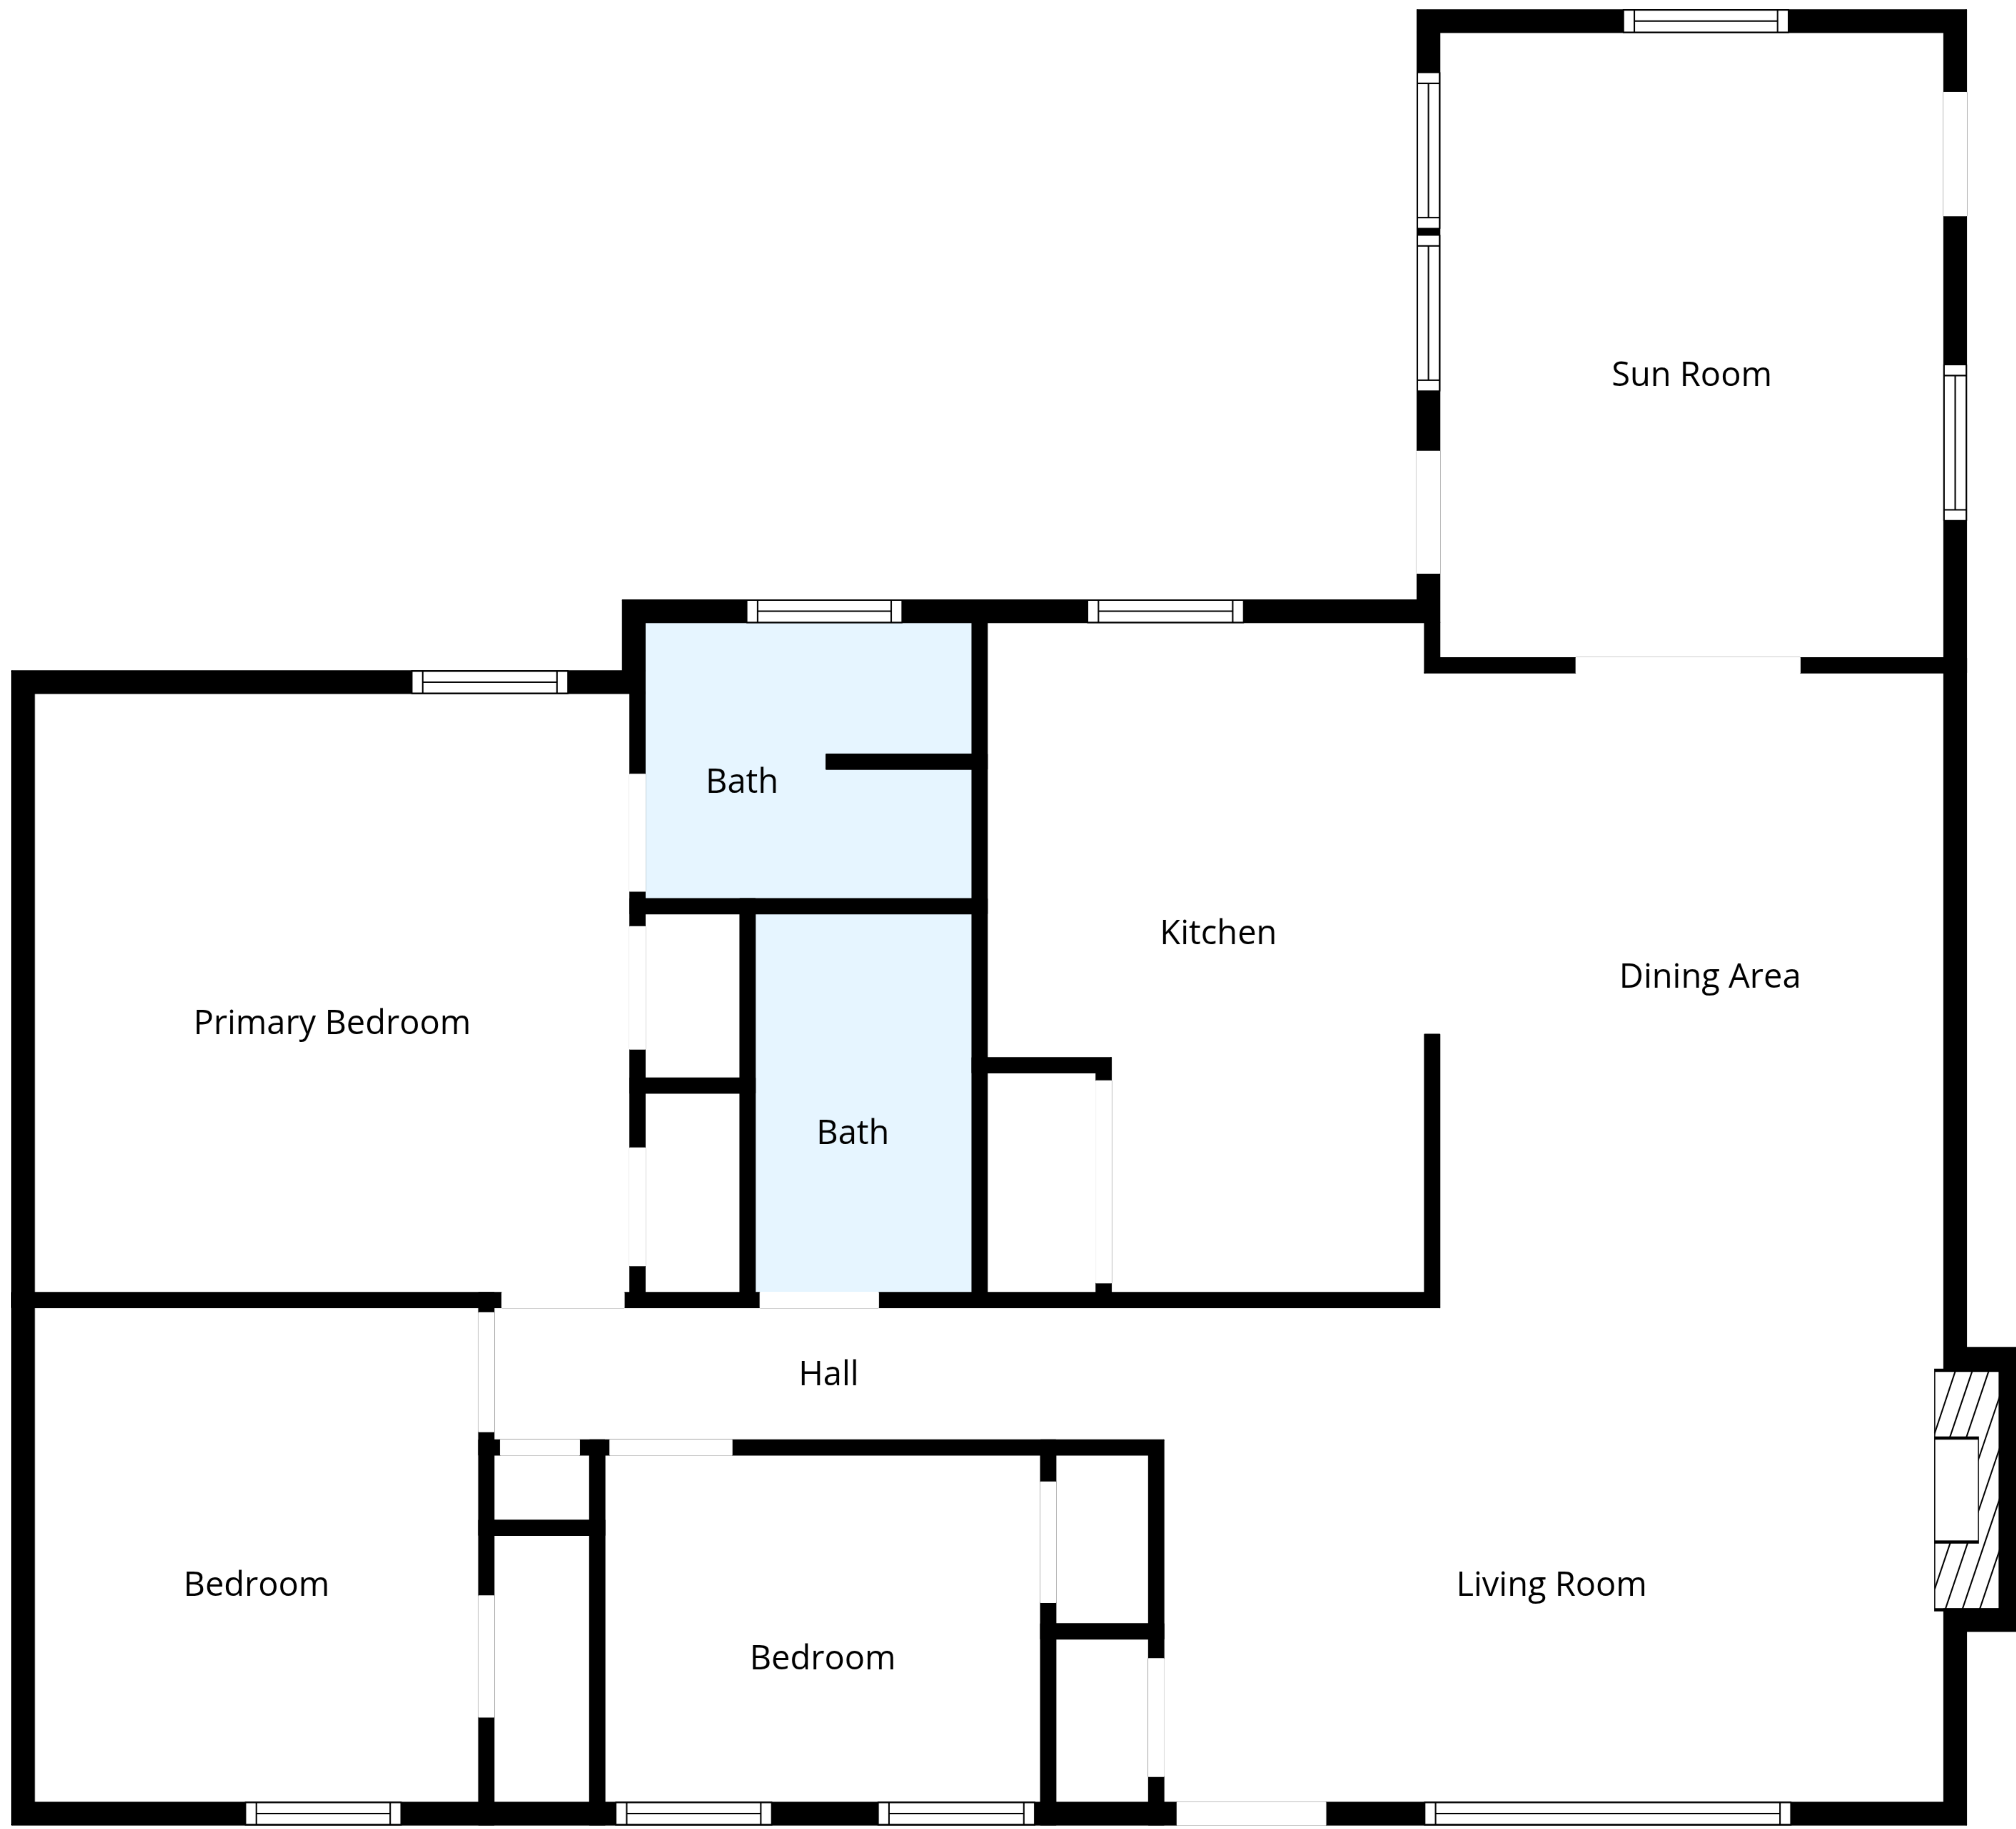 Sun Room
Bath
Kitchen
Dining Area
Primary Bedroom
Bath
Hall
Bedroom
Living Room
Bedroom